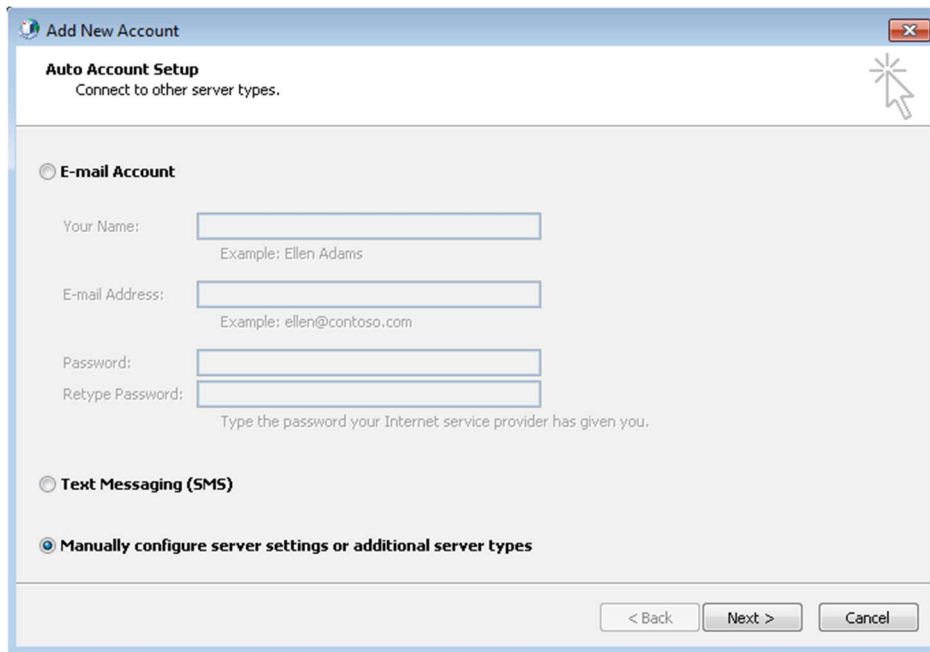 Add New Account
Auto Account Setup
Connect to other server types.
E-mail Account
Your Name:
Example: Ellen Adams
E-mail Address:
Example: ellen@contoso.com
Password:
Retype Password:
Type the password your Internet service provider has given you.
Text Messaging (SMS)
Manually configure server settings or additional server types
< Back Next > Cancel